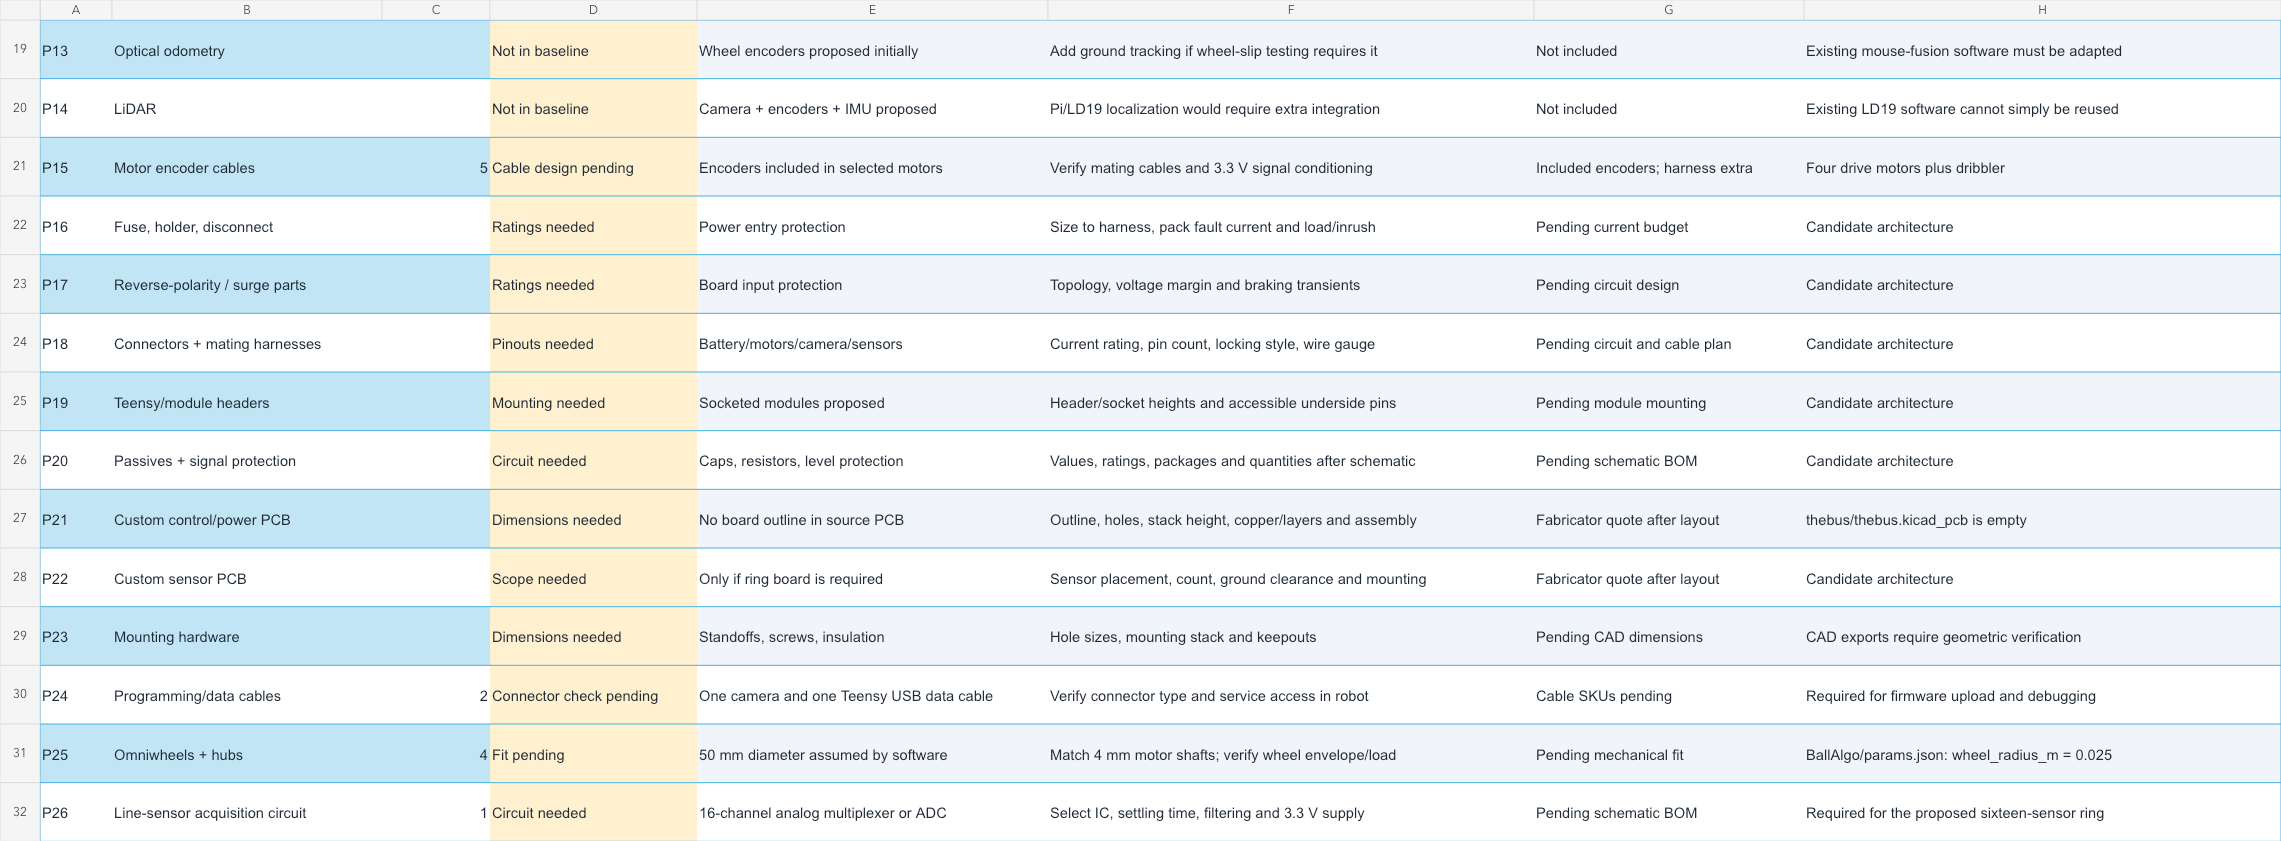 A B C D E F G H
19 P13 Optical odometry Not in baseline Wheel encoders proposed initially Add ground tracking if wheel-slip testing requires it Not included Existing mouse-fusion software must be adapted
20 P14 LiDAR Not in baseline Camera + encoders + IMU proposed Pi/LD19 localization would require extra integration Not included Existing LD19 software cannot simply be reused
21 P15 Motor encoder cables 5 Cable design pending Encoders included in selected motors Verify mating cables and 3.3 V signal conditioning Included encoders; harness extra Four drive motors plus dribbler
22 P16 Fuse, holder, disconnect Ratings needed Power entry protection Size to harness, pack fault current and load/inrush Pending current budget Candidate architecture
23 P17 Reverse-polarity / surge parts Ratings needed Board input protection Topology, voltage margin and braking transients Pending circuit design Candidate architecture
24 P18 Connectors + mating harnesses Pinouts needed Battery/motors/camera/sensors Current rating, pin count, locking style, wire gauge Pending circuit and cable plan Candidate architecture
25 P19 Teensy/module headers Mounting needed Socketed modules proposed Header/socket heights and accessible underside pins Pending module mounting Candidate architecture
26 P20 Passives + signal protection Circuit needed Caps, resistors, level protection Values, ratings, packages and quantities after schematic Pending schematic BOM Candidate architecture
27 P21 Custom control/power PCB Dimensions needed No board outline in source PCB Outline, holes, stack height, copper/layers and assembly Fabricator quote after layout thebus/thebus.kicad_pcb is empty
28 P22 Custom sensor PCB Scope needed Only if ring board is required Sensor placement, count, ground clearance and mounting Fabricator quote after layout Candidate architecture
29 P23 Mounting hardware Dimensions needed Standoffs, screws, insulation Hole sizes, mounting stack and keepouts Pending CAD dimensions CAD exports require geometric verification
30 P24 Programming/data cables 2 Connector check pending One camera and one Teensy USB data cable Verify connector type and service access in robot Cable SKUs pending Required for firmware upload and debugging
31 P25 Omniwheels + hubs 4 Fit pending 50 mm diameter assumed by software Match 4 mm motor shafts; verify wheel envelope/load Pending mechanical fit BallAlgo/params.json: wheel_radius_m = 0.025
32 P26 Line-sensor acquisition circuit 1 Circuit needed 16-channel analog multiplexer or ADC Select IC, settling time, filtering and 3.3 V supply Pending schematic BOM Required for the proposed sixteen-sensor ring